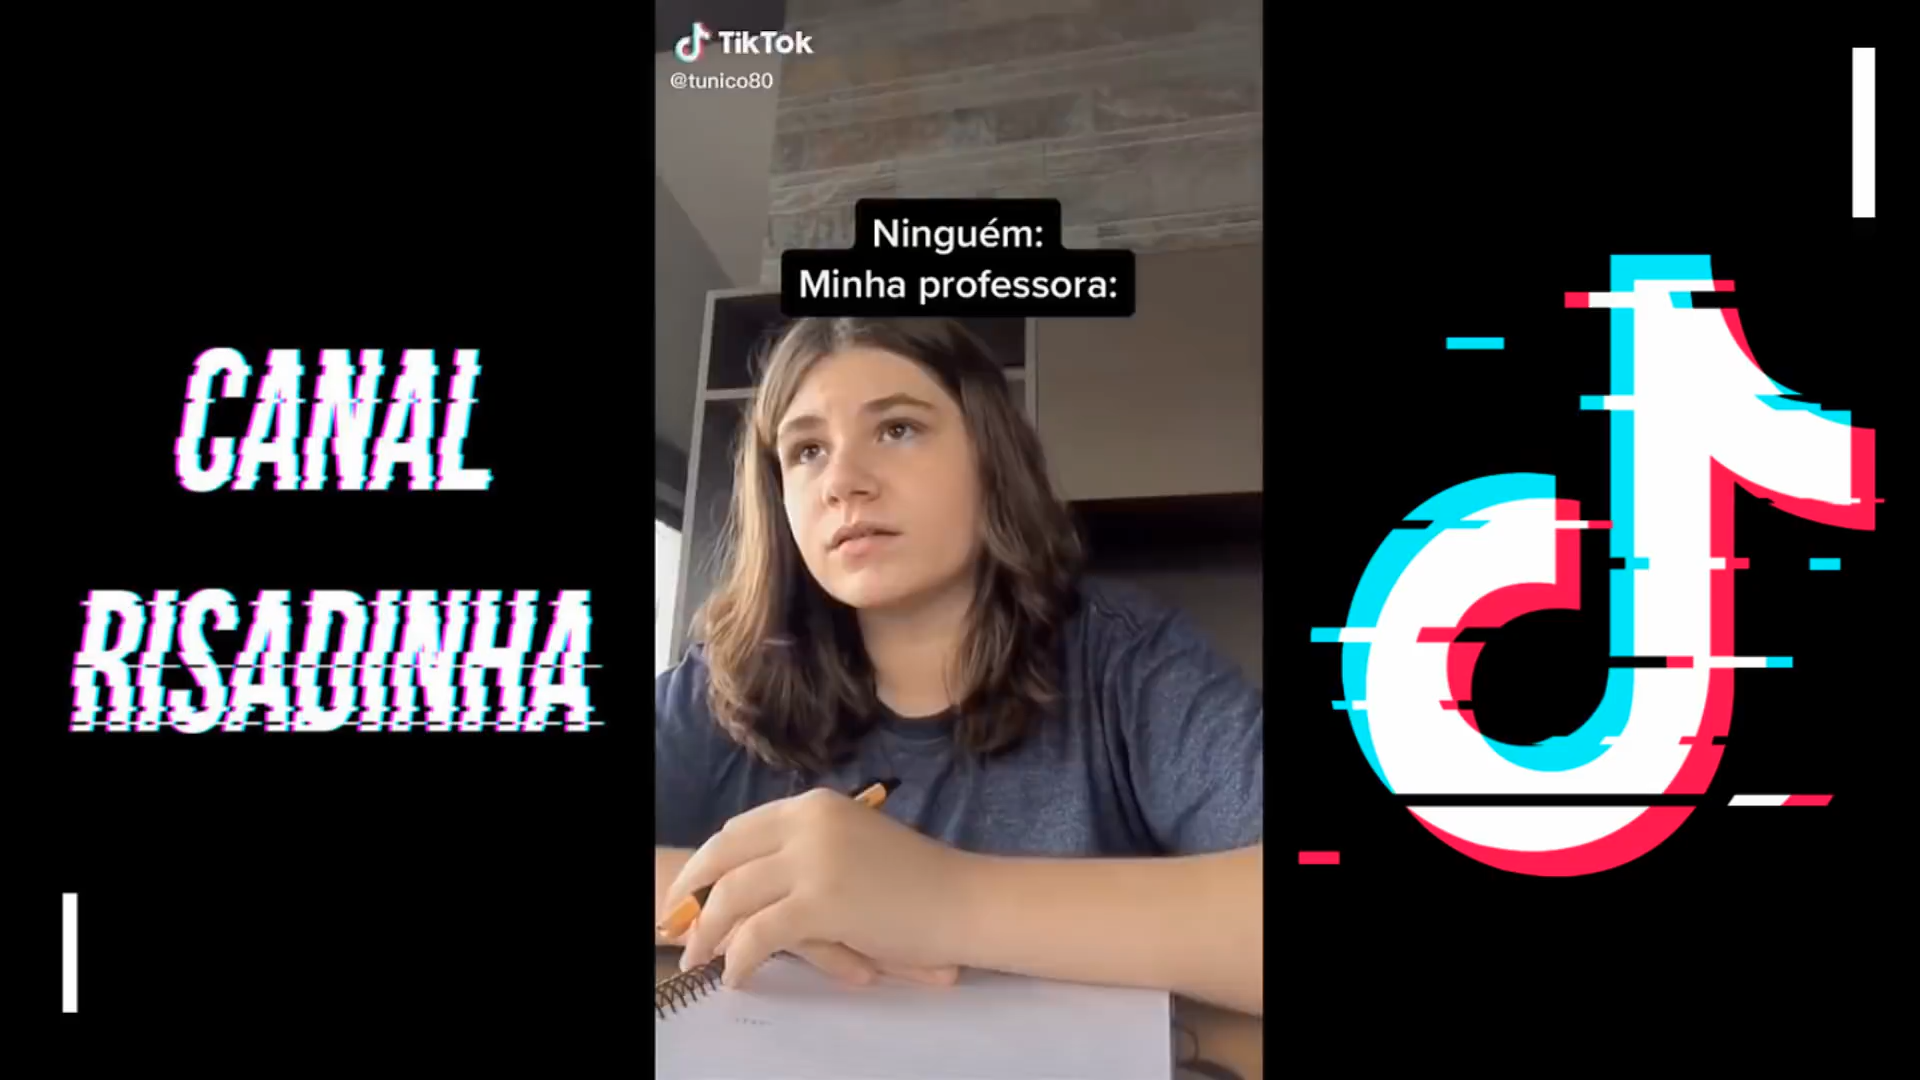 TikTok
@tunico80
Ninguém:
Minha professora:
CANAL
RISADINHA